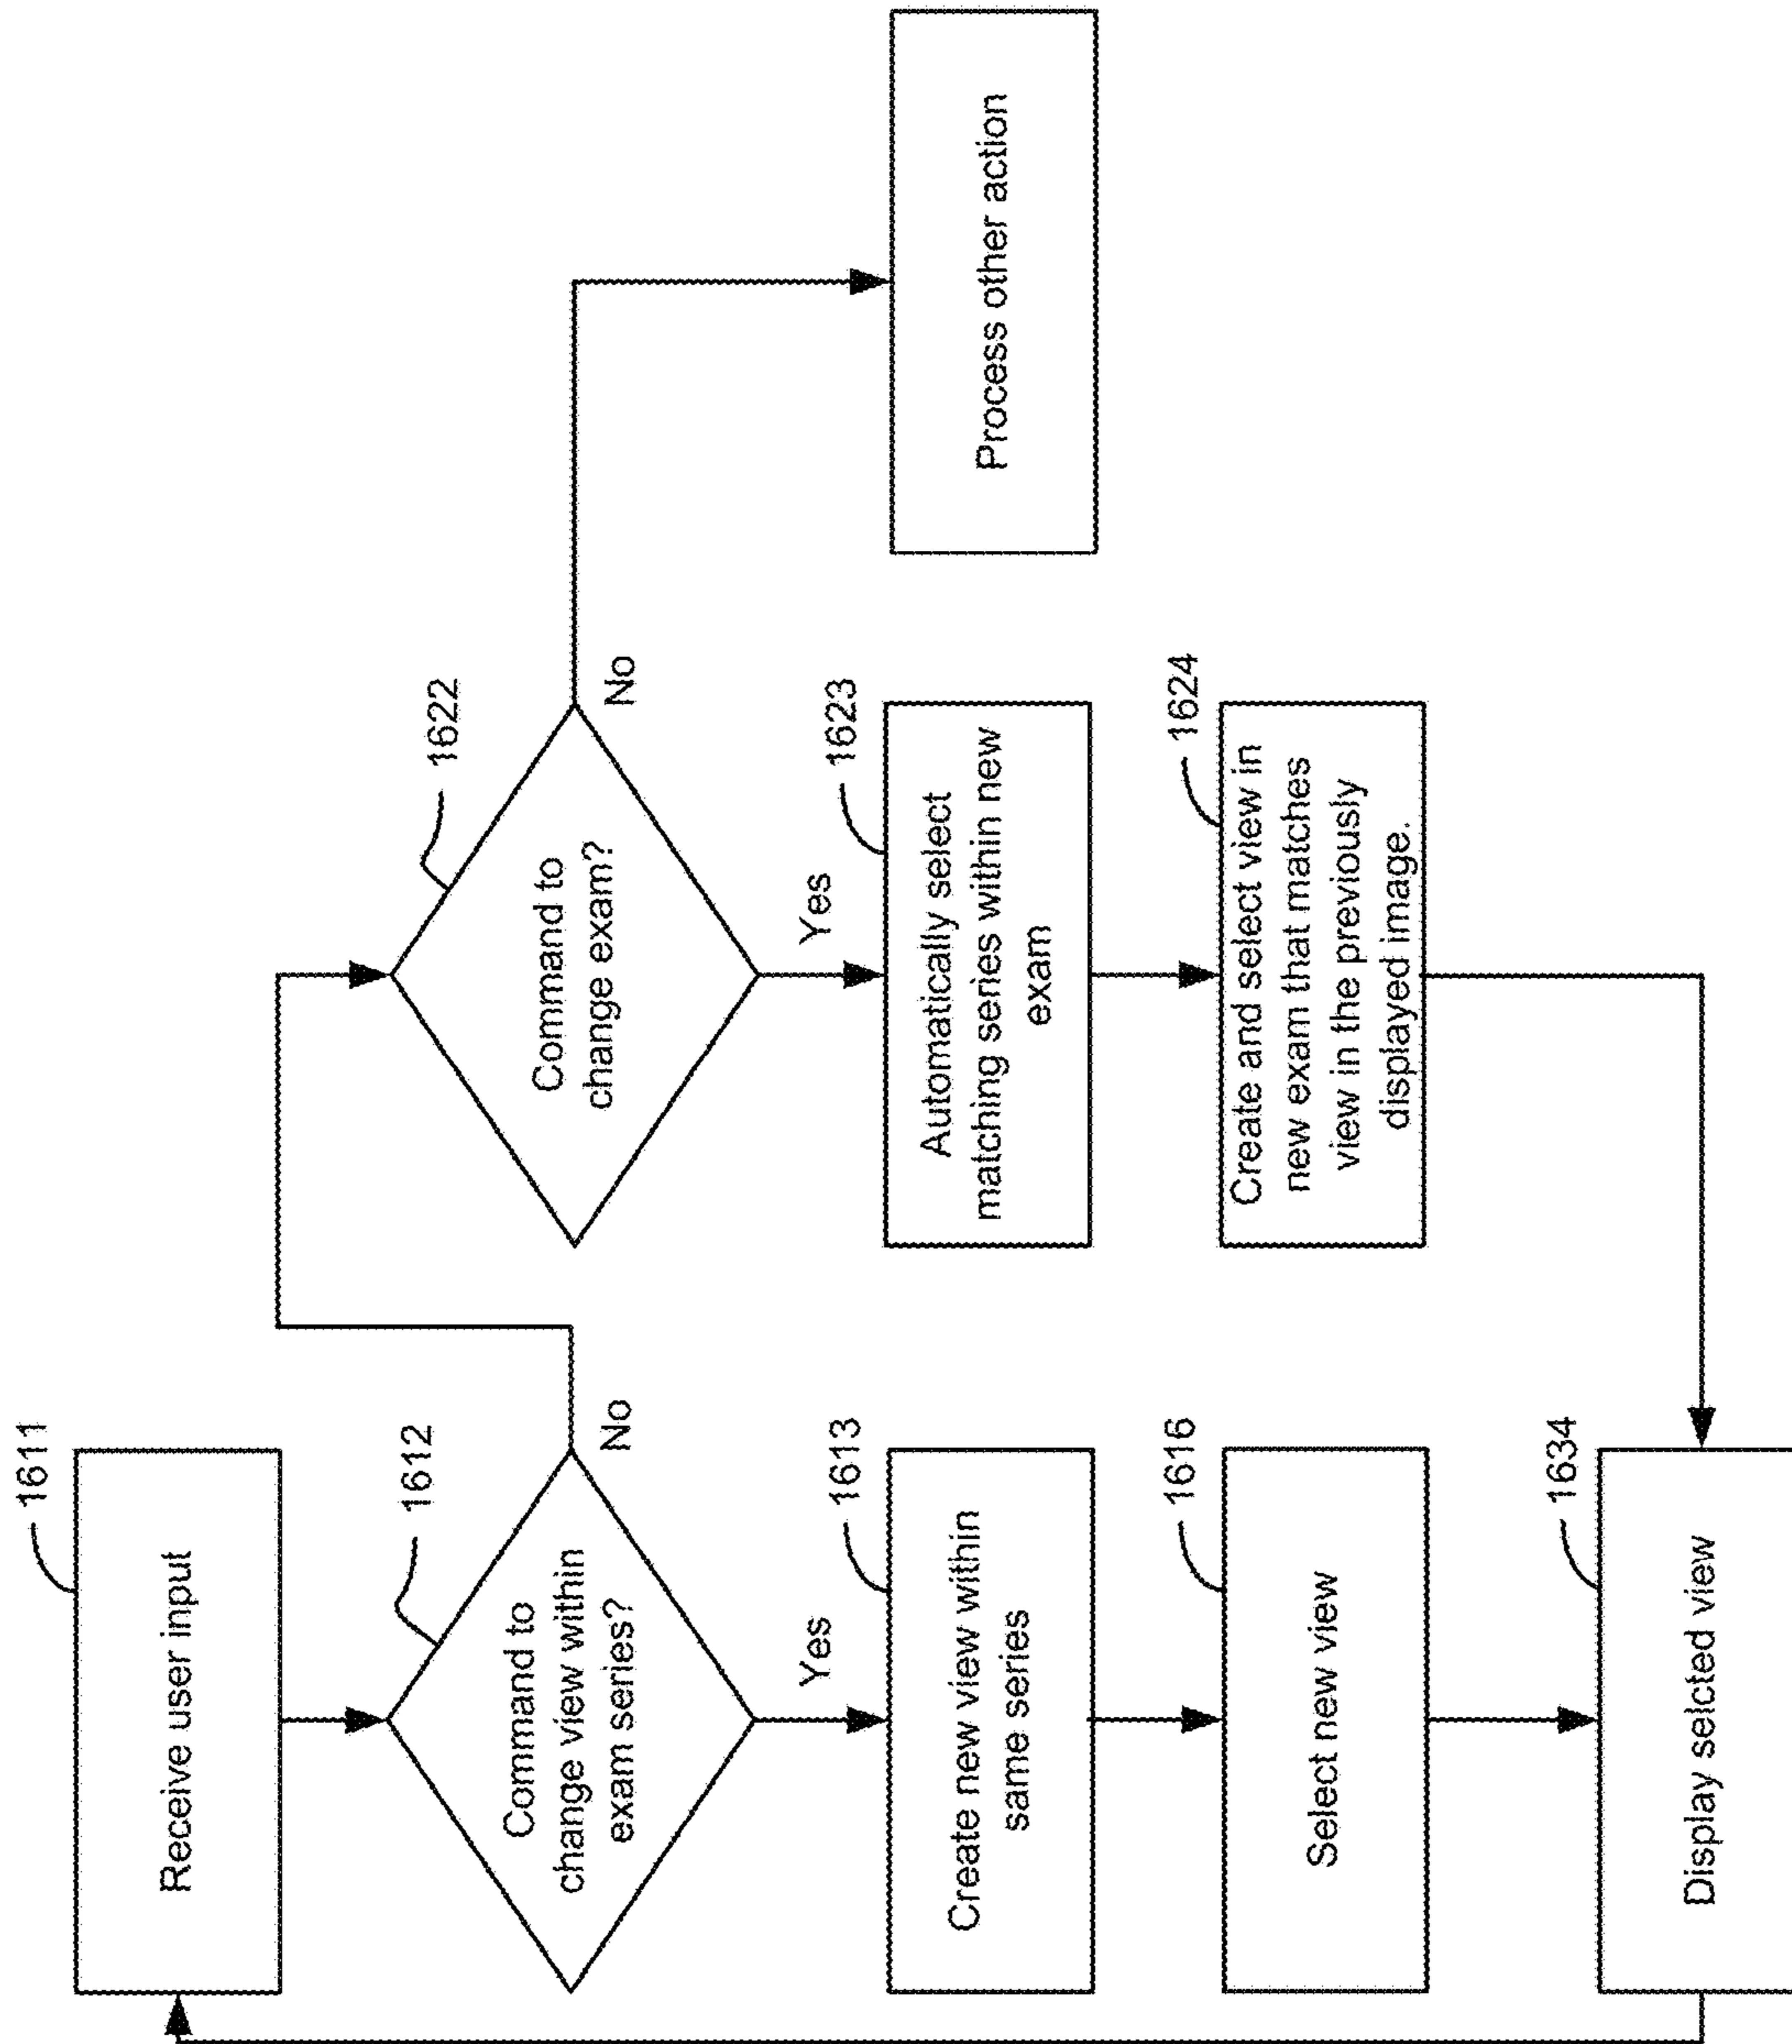 1611
Receive user input
1612
Command to
change view within
exam series?
No
Yes
1613
Create new view within
same series
1616
Select new view
1634
Display selcted view
1622
Command to
change exam?
No
Yes
1623
Automatically select
matching series within new
exam
1624
Create and select view in
new exam that matches
view in the previously
displayed image.
Process other action